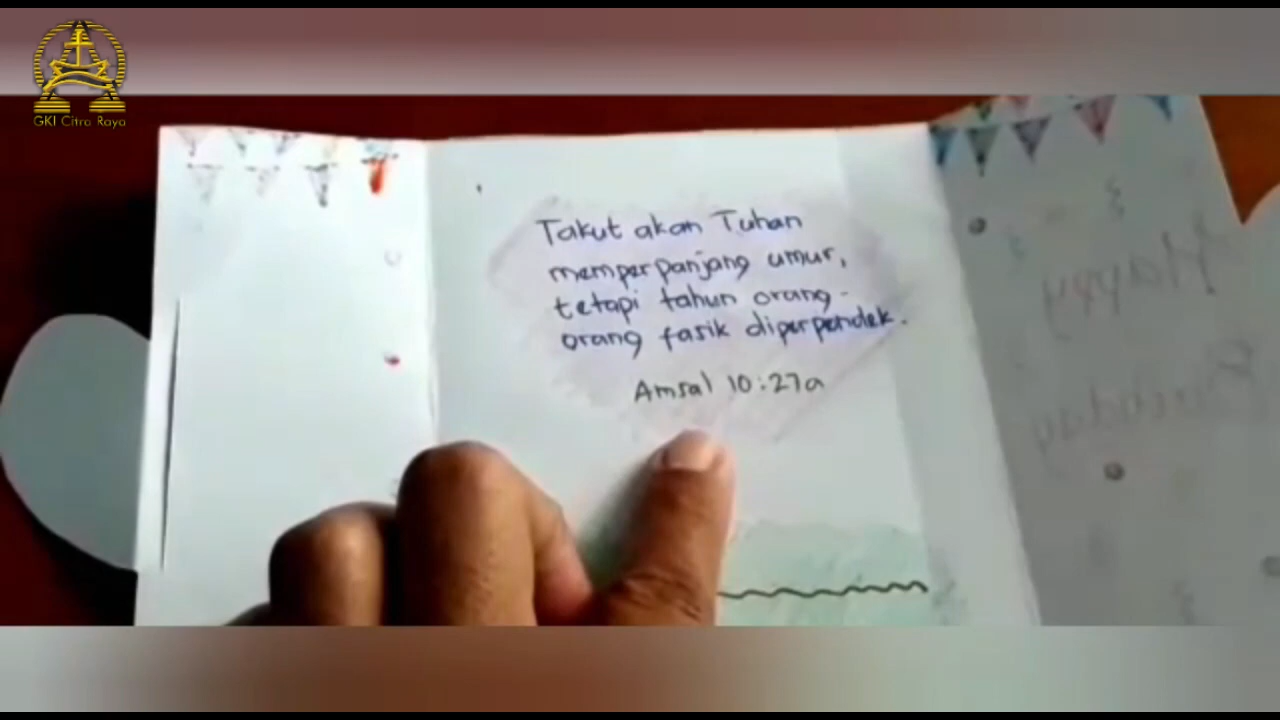 GKI Citra Raya
Takut akan Tuhan
memperpanjang umur,
tetapi tahun orang-
orang fasik diperpendek.
Amsal 10:27a
Happy
Birthday